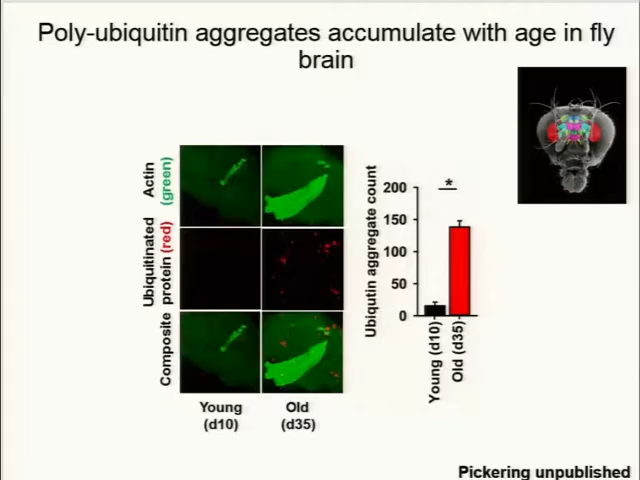 Poly-ubiquitin aggregates accumulate with age in fly
brain
Actin
(green)
Ubiquitinated
protein (red)
Composite
Young
(d10)
Old
(d35)
Ubiqutin aggregate count
200
150
100
50
0
*
Young (d10)
Old (d35)
Pickering unpublished